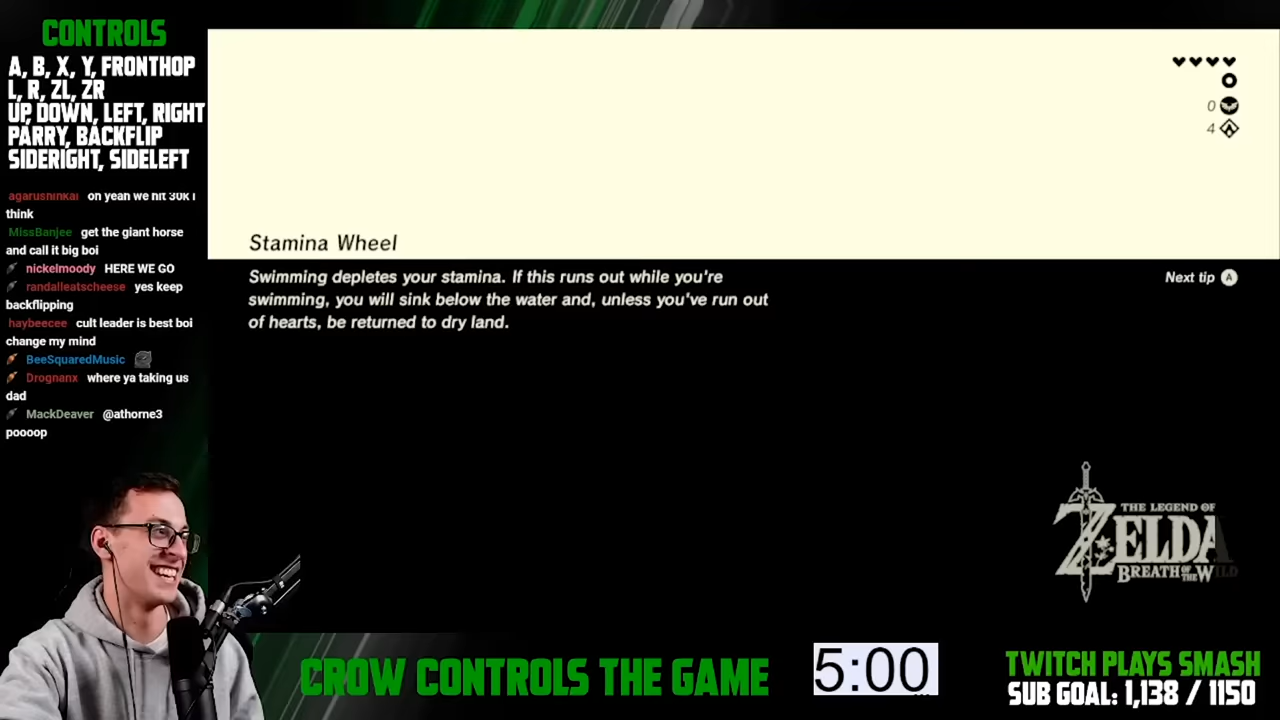 CONTROLS
A, B, X, Y, FRONTHOP
L, R, ZL, ZR
UP, DOWN, LEFT, RIGHT
PARRY, BACKFLIP
SIDERIGHT, SIDELEFT
agarushinkai oh yeah we hit 30k i
think
MissBanjee get the giant horse
and call it big boi
nickelmoody HERE WE GO
randalleatscheese yes keep
backflipping
haybeecee cult leader is best boi
change my mind
BeeSquaredMusic
Drognanx where ya taking us
dad
MackDeaver @athorne3
poooop
0
4
Stamina Wheel
Swimming depletes your stamina. If this runs out while you're
swimming, you will sink below the water and, unless you've run out
of hearts, be returned to dry land.
Next tip A
THE LEGEND OF
ZELDA
BREATH OF THE WILD
CROW CONTROLS THE GAME
5:00
TWITCH PLAYS SMASH
SUB GOAL: 1,138 / 1150